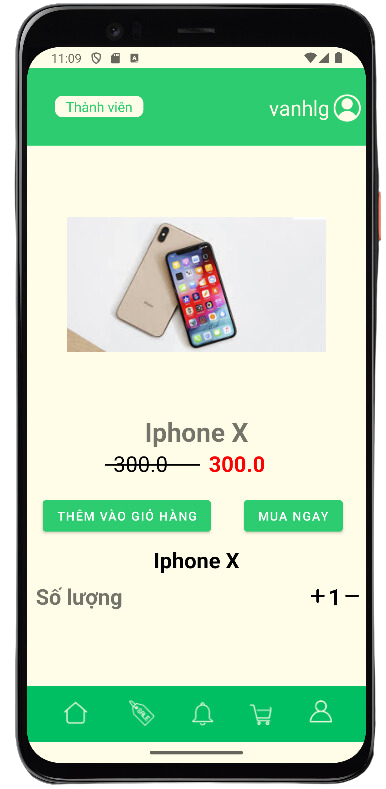 11:09
Thành viên
vanhlg
Iphone X
300.0 300.0
THÊM VÀO GIỎ HÀNG MUA NGAY
Iphone X
Số lượng +1−
SALE